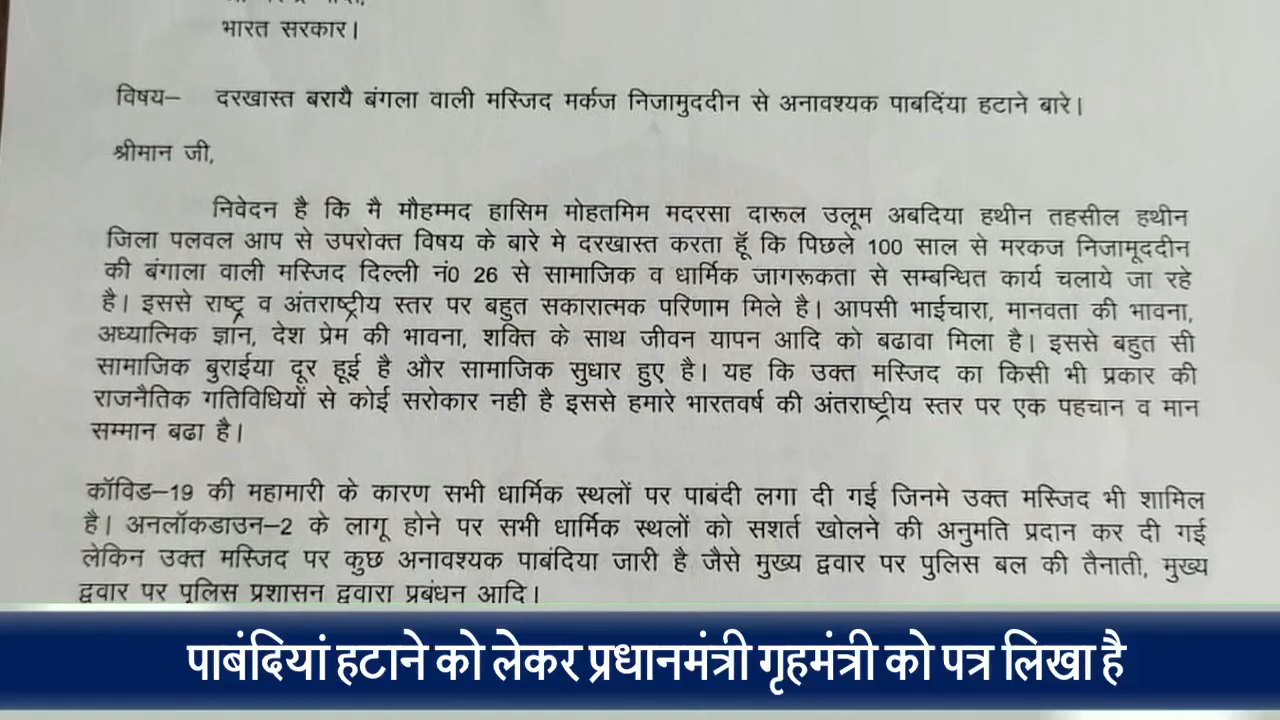 भारत सरकार।
विषय– दरखास्त बरायै बंगला वाली मस्जिद मर्कज निजामुददीन से अनावश्यक पाबदिंया हटाने बारे।
श्रीमान जी,
निवेदन है कि मै मौहम्मद हासिम मोहतमिम मदरसा दारूल उलूम अबदिया हथीन तहसील हथीन
जिला पलवल आप से उपरोक्त विषय के बारे मे दरखास्त करता हूॅ कि पिछले 100 साल से मरकज निजामूददीन
की बंगाला वाली मस्जिद दिल्ली नं0 26 से सामाजिक व धार्मिक जागरूकता से सम्बन्धित कार्य चलाये जा रहे
है। इससे राष्ट्र व अंतराष्ट्रीय स्तर पर बहुत सकारात्मक परिणाम मिले है। आपसी भाईचारा, मानवता की भावना,
अध्यात्मिक ज्ञान, देश प्रेम की भावना, शक्ति के साथ जीवन यापन आदि को बढावा मिला है। इससे बहुत सी
सामाजिक बुराईया दूर हूई है और सामाजिक सुधार हुए है। यह कि उक्त मस्जिद का किसी भी प्रकार की
राजनैतिक गतिविधियों से कोई सरोकार नही है इससे हमारे भारतवर्ष की अंतराष्ट्रीय स्तर पर एक पहचान व मान
सम्मान बढा है।
कॉविड–19 की महामारी के कारण सभी धार्मिक स्थलों पर पाबंदी लगा दी गई जिनमे उक्त मस्जिद भी शामिल
है। अनलॉकडाउन–2 के लागू होने पर सभी धार्मिक स्थलों को सशर्त खोलने की अनुमति प्रदान कर दी गई
लेकिन उक्त मस्जिद पर कुछ अनावश्यक पाबंदिया जारी है जैसे मुख्य द्ववार पर पुलिस बल की तैनाती, मुख्य
द्ववार पर पुलिस प्रशासन द्ववारा प्रबंधन आदि।
पाबंदियां हटाने को लेकर प्रधानमंत्री गृहमंत्री को पत्र लिखा है